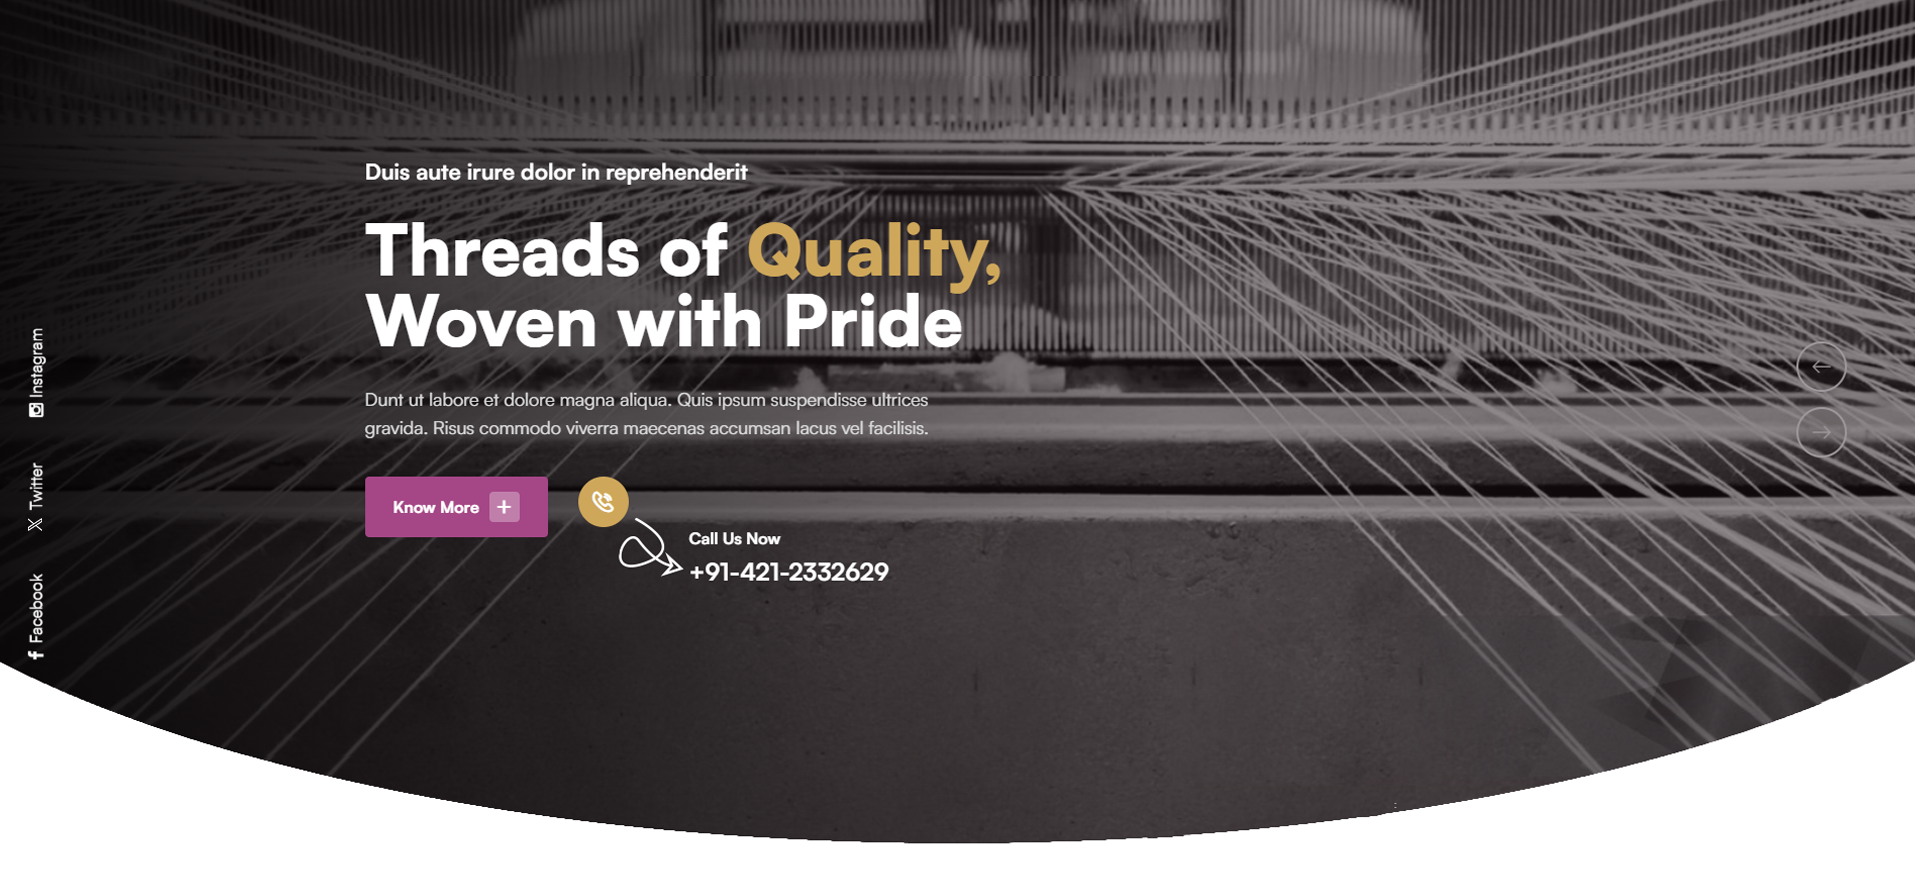 Duis aute irure dolor in reprehenderit
Threads of Quality,
Woven with Pride
Dunt ut labore et dolore magna aliqua. Quis ipsum suspendisse ultrices
gravida. Risus commodo viverra maecenas accumsan lacus vel facilisis.
Know More +
Call Us Now
+91-421-2332629
Instagram
Twitter
Facebook